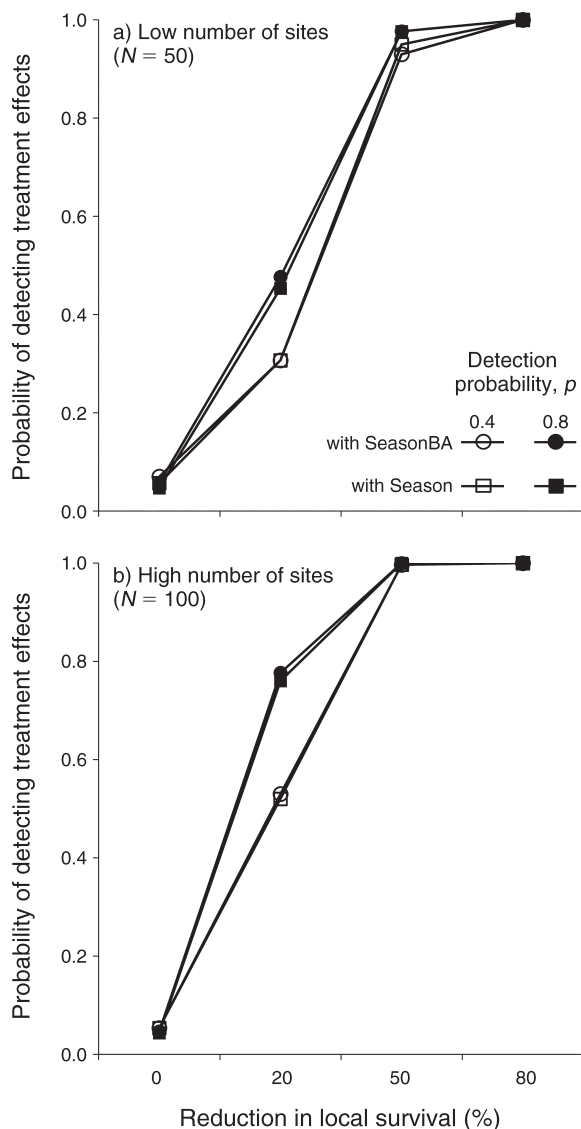 Probability of detecting treatment effects
1.0
0.8
0.6
0.4
0.2
0.0
a) Low number of sites
(N = 50)
Detection
probability, p
0.4 0.8
with SeasonBA
with Season
Probability of detecting treatment effects
1.0
0.8
0.6
0.4
0.2
0.0
b) High number of sites
(N = 100)
0 20 50 80
Reduction in local survival (%)